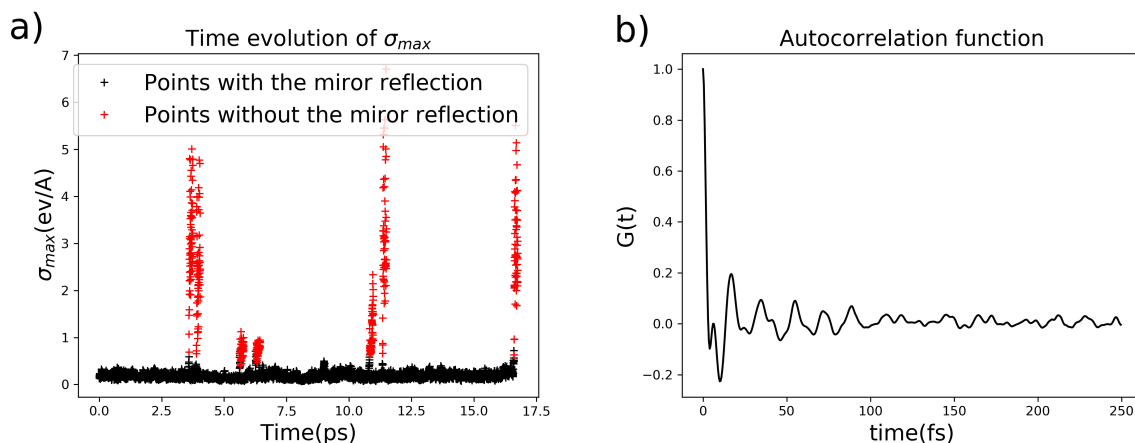 a)
Time evolution of σmax
Points with the miror reflection
Points without the miror reflection
σmax(ev/A)
7
6
5
4
3
2
1
0
0.0 2.5 5.0 7.5 10.0 12.5 15.0 17.5
Time(ps)
b)
Autocorrelation function
G(t)
1.0
0.8
0.6
0.4
0.2
0.0
−0.2
0 50 100 150 200 250
time(fs)